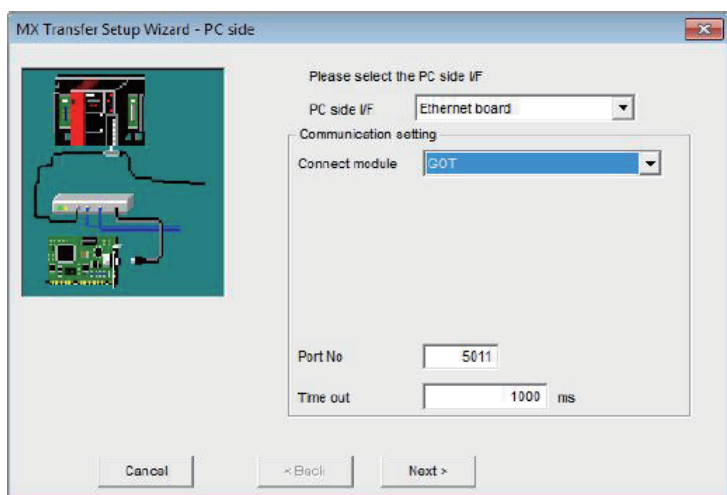 MX Transfer Setup Wizard - PC side
Please select the PC side I/F
PC side I/F Ethernet board
Communication setting
Connect module GOT
Port No 5011
Time out 1000 ms
Cancel < Back Next >